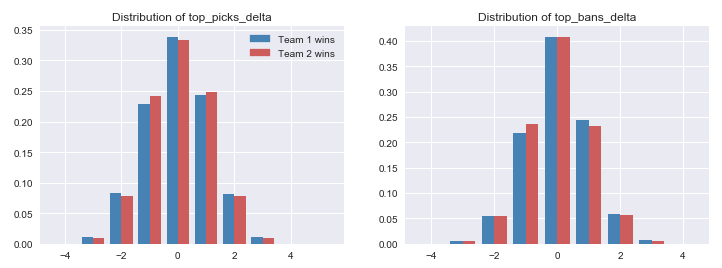 Distribution of top_picks_delta
0.35
0.30
0.25
0.20
0.15
0.10
0.05
0.00
−4 −2 0 2 4
Team 1 wins
Team 2 wins
Distribution of top_bans_delta
0.40
0.35
0.30
0.25
0.20
0.15
0.10
0.05
0.00
−4 −2 0 2 4